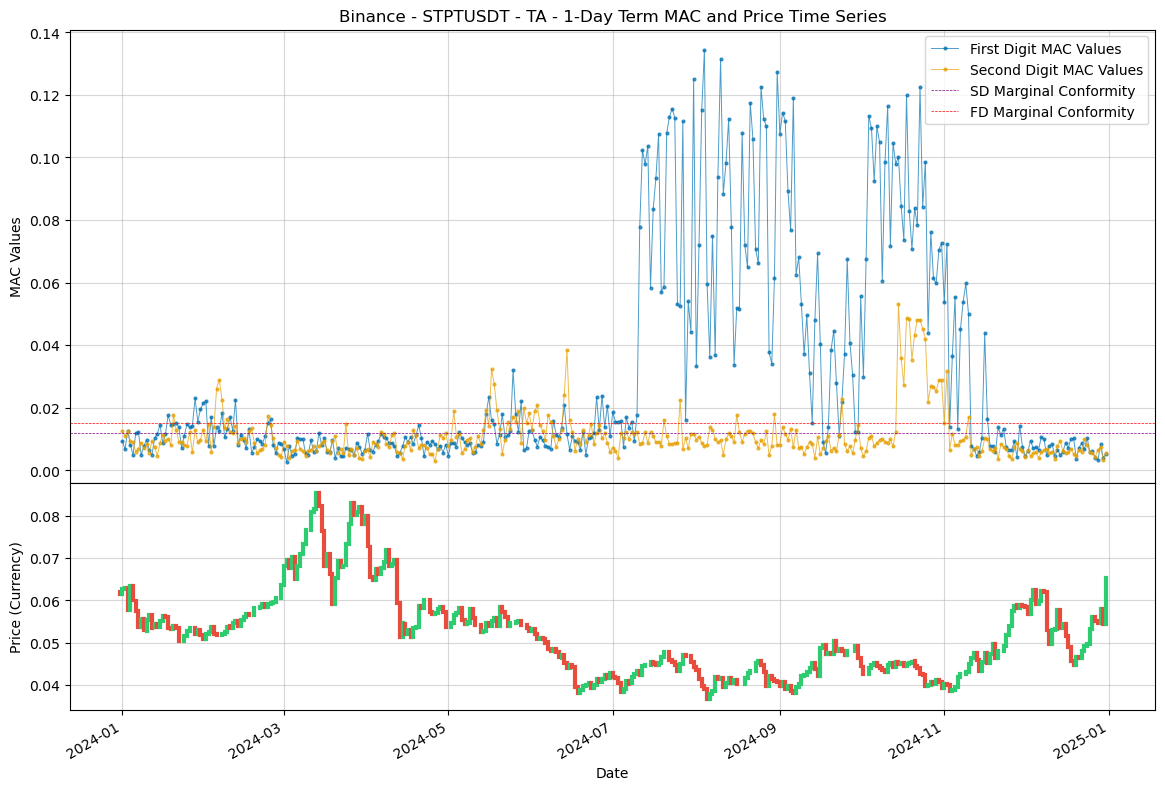 Binance - STPTUSDT - TA - 1-Day Term MAC and Price Time Series
First Digit MAC Values
Second Digit MAC Values
SD Marginal Conformity
FD Marginal Conformity
MAC Values
0.14
0.12
0.10
0.08
0.06
0.04
0.02
0.00
Price (Currency)
0.08
0.07
0.06
0.05
0.04
2024-01
2024-03
2024-05
2024-07
2024-09
2024-11
2025-01
Date